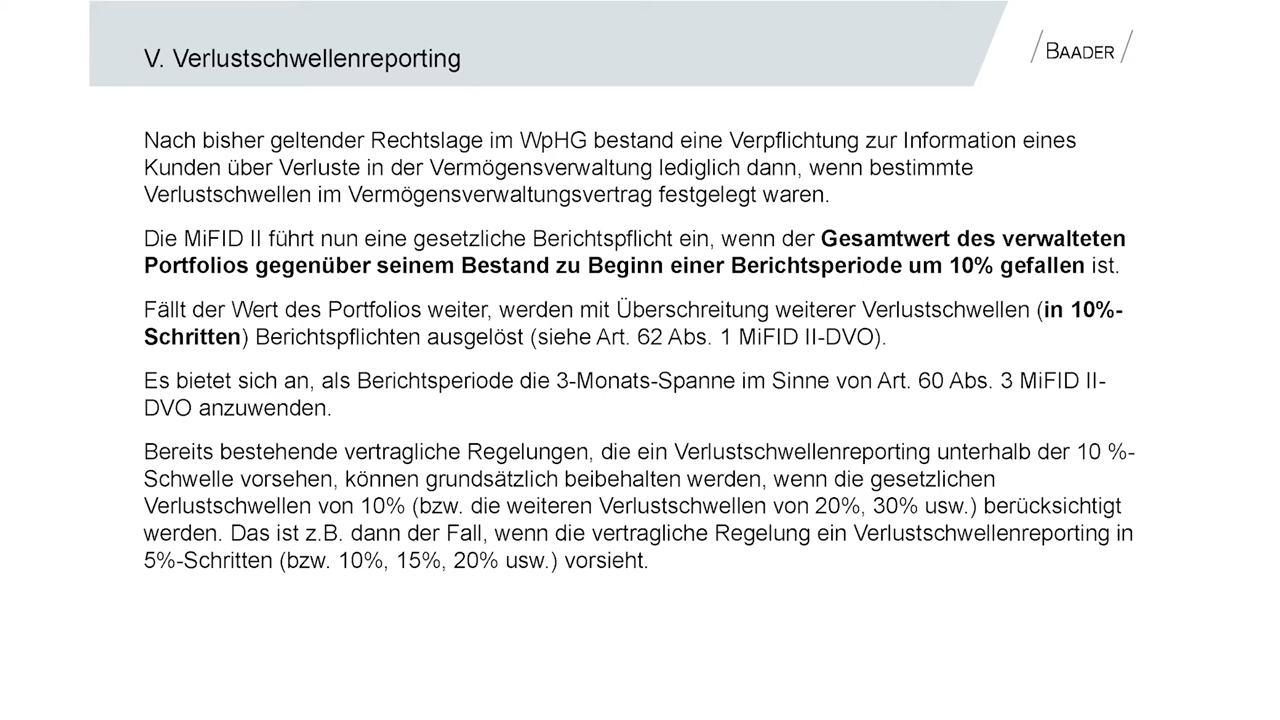 V. Verlustschwellenreporting
/ BAADER /
Nach bisher geltender Rechtslage im WpHG bestand eine Verpflichtung zur Information eines
Kunden über Verluste in der Vermögensverwaltung lediglich dann, wenn bestimmte
Verlustschwellen im Vermögensverwaltungsvertrag festgelegt waren.
Die MiFID II führt nun eine gesetzliche Berichtspflicht ein, wenn der Gesamtwert des verwalteten
Portfolios gegenüber seinem Bestand zu Beginn einer Berichtsperiode um 10% gefallen ist.
Fällt der Wert des Portfolios weiter, werden mit Überschreitung weiterer Verlustschwellen (in 10%-
Schritten) Berichtspflichten ausgelöst (siehe Art. 62 Abs. 1 MiFID II-DVO).
Es bietet sich an, als Berichtsperiode die 3-Monats-Spanne im Sinne von Art. 60 Abs. 3 MiFID II-
DVO anzuwenden.
Bereits bestehende vertragliche Regelungen, die ein Verlustschwellenreporting unterhalb der 10 %-
Schwelle vorsehen, können grundsätzlich beibehalten werden, wenn die gesetzlichen
Verlustschwellen von 10% (bzw. die weiteren Verlustschwellen von 20%, 30% usw.) berücksichtigt
werden. Das ist z.B. dann der Fall, wenn die vertragliche Regelung ein Verlustschwellenreporting in
5%-Schritten (bzw. 10%, 15%, 20% usw.) vorsieht.